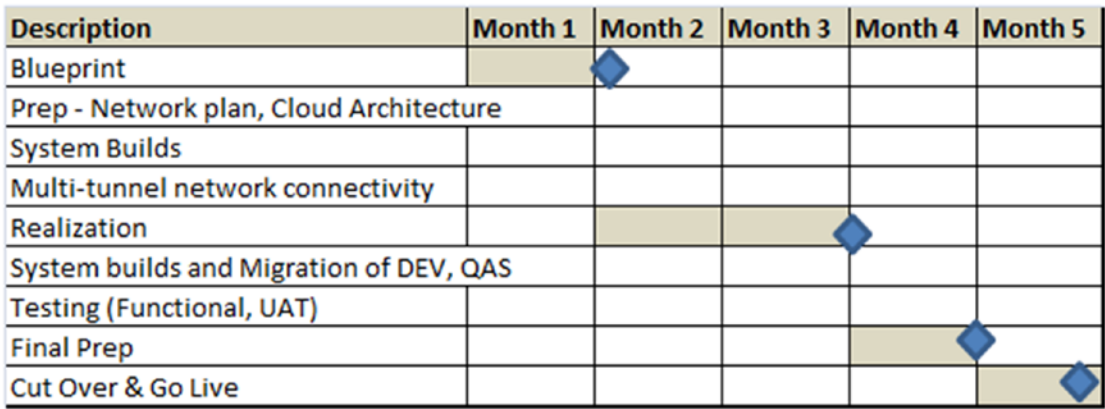 Description Month 1 Month 2 Month 3 Month 4 Month 5
Blueprint
Prep - Network plan, Cloud Architecture
System Builds
Multi-tunnel network connectivity
Realization
System builds and Migration of DEV, QAS
Testing (Functional, UAT)
Final Prep
Cut Over & Go Live